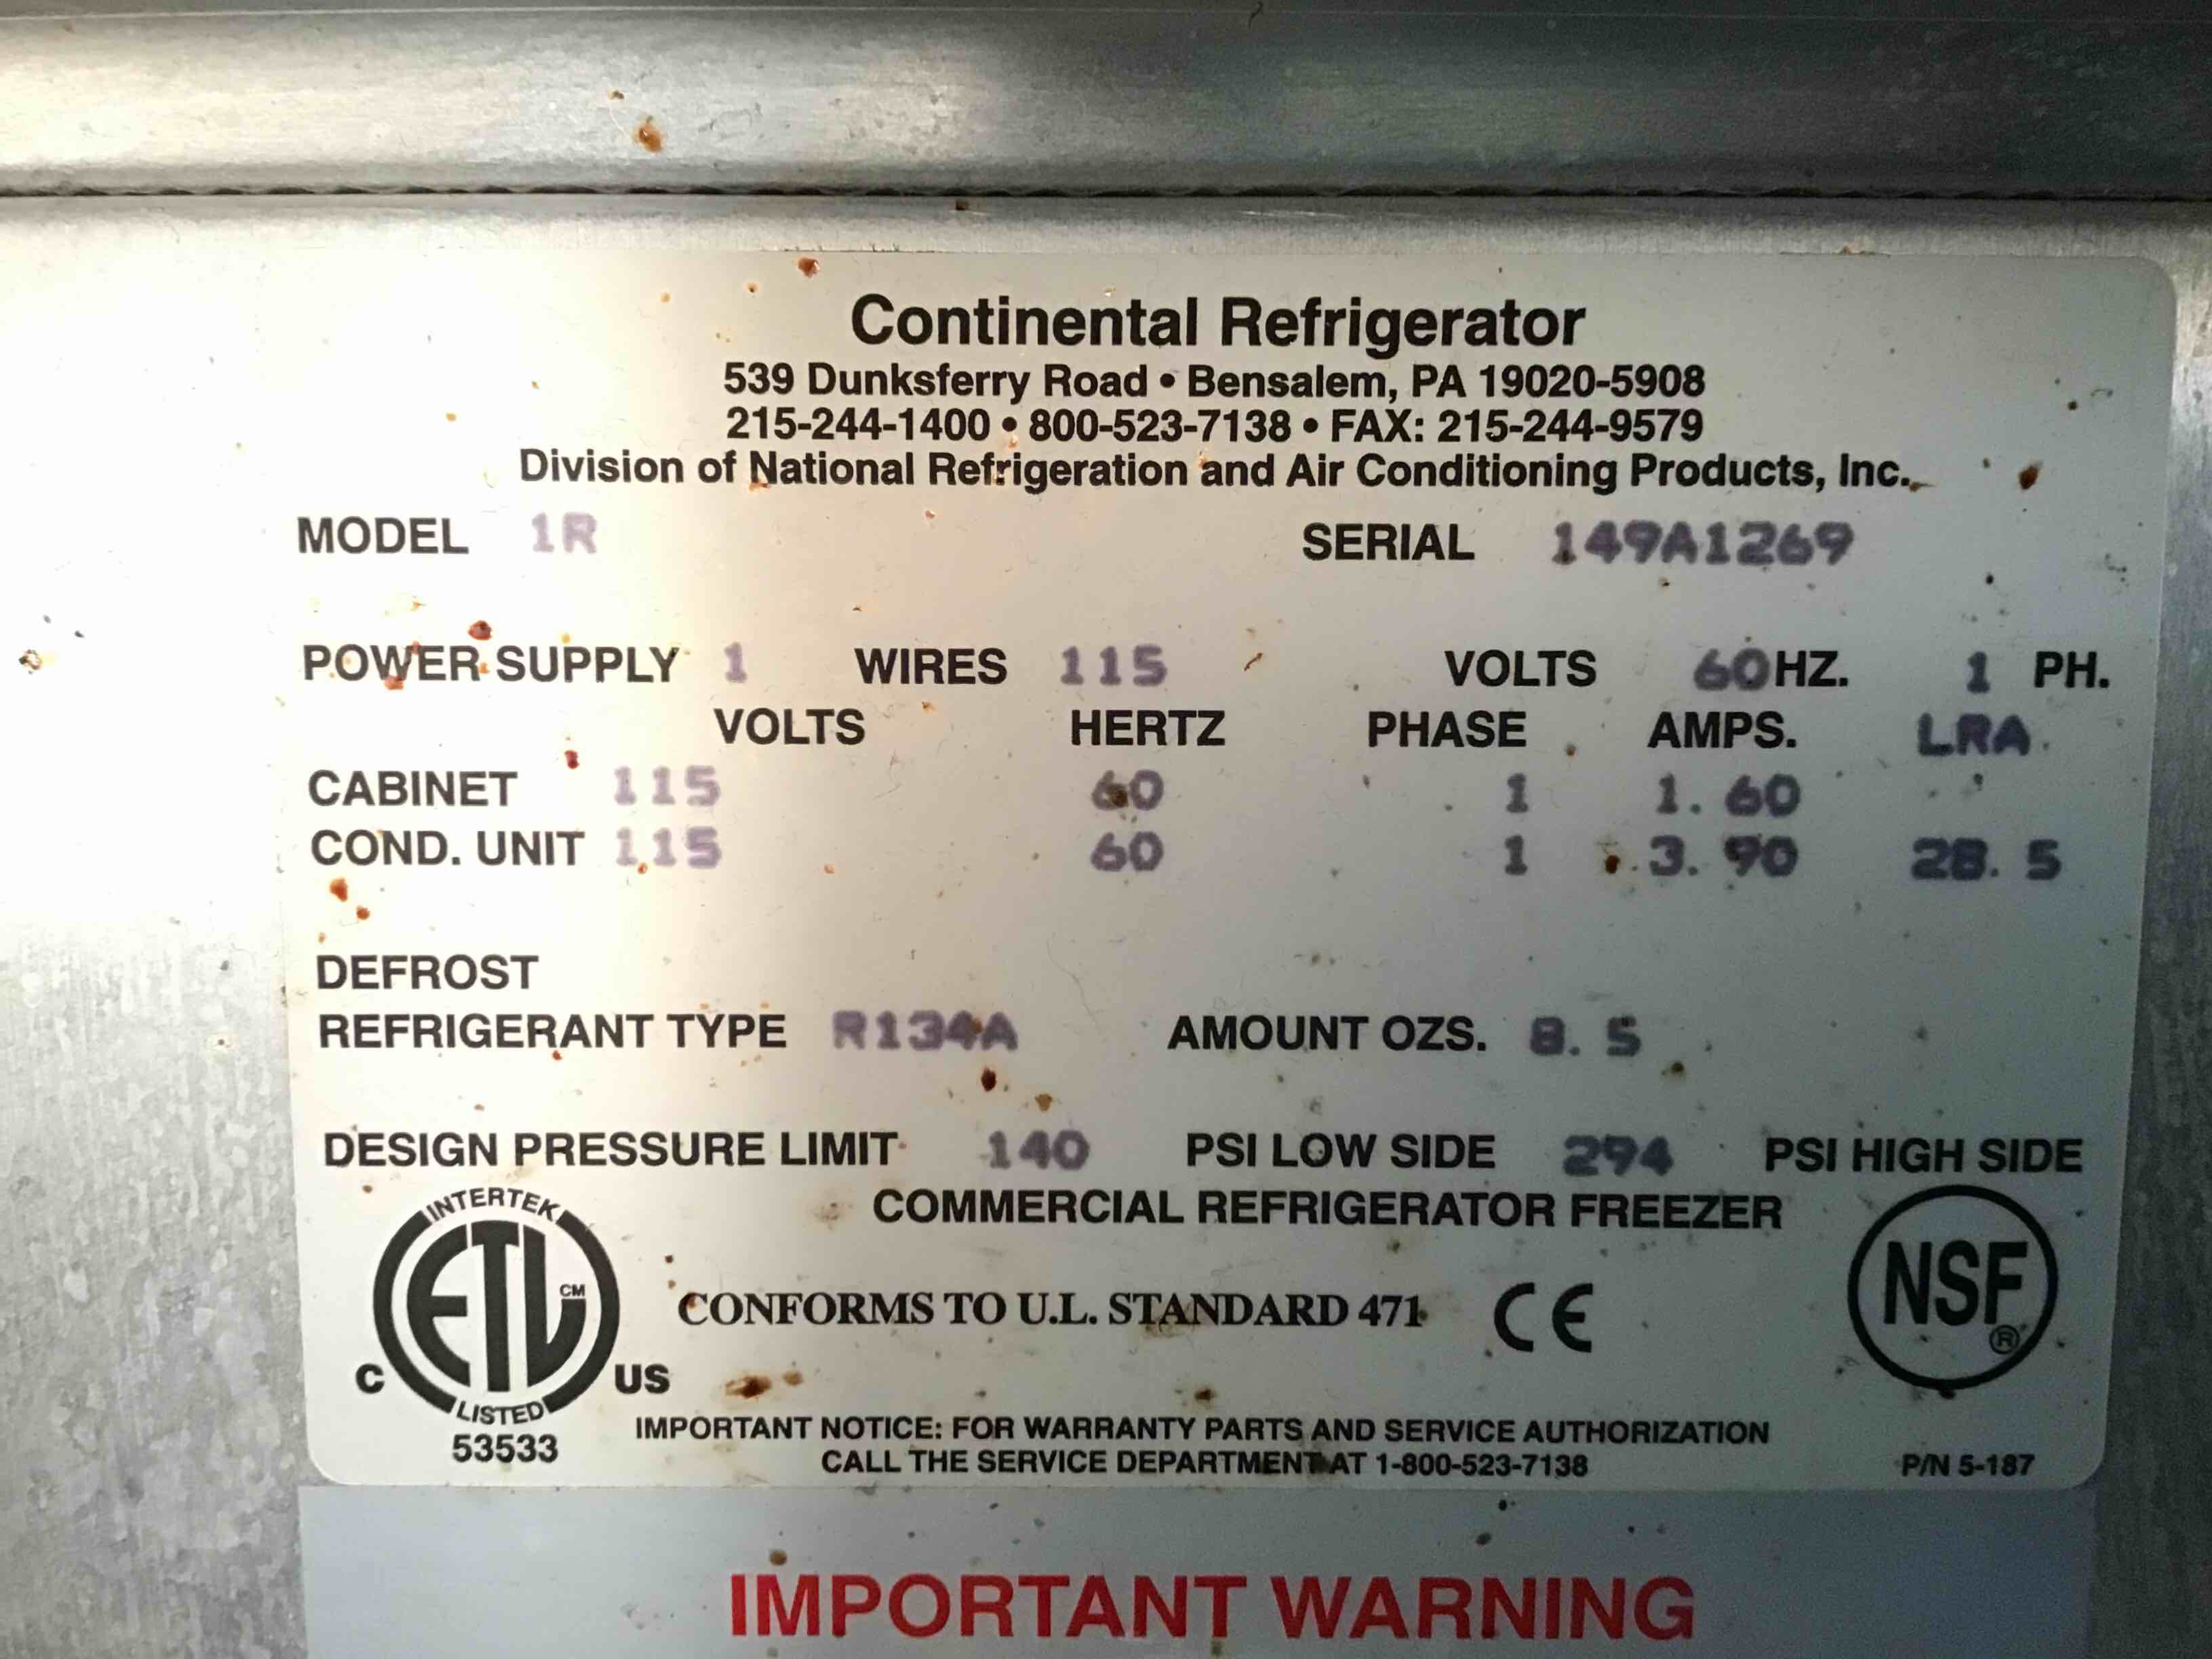 Continental Refrigerator
539 Dunksferry Road • Bensalem, PA 19020-5908
215-244-1400 • 800-523-7138 • FAX: 215-244-9579
Division of National Refrigeration and Air Conditioning Products, Inc.
MODEL 1R SERIAL 149A1269
POWER SUPPLY 1 WIRES 115 VOLTS 60 HZ. 1 PH.
VOLTS HERTZ PHASE AMPS. LRA
CABINET 115 60 1 1.60
COND. UNIT 115 60 1 3.90 28.5
DEFROST
REFRIGERANT TYPE R134A AMOUNT OZS. 8.5
DESIGN PRESSURE LIMIT 140 PSI LOW SIDE 294 PSI HIGH SIDE
COMMERCIAL REFRIGERATOR FREEZER
INTERTEK
ETL CM
C US
LISTED
53533
CONFORMS TO U.L. STANDARD 471 CE
NSF ®
IMPORTANT NOTICE: FOR WARRANTY PARTS AND SERVICE AUTHORIZATION
CALL THE SERVICE DEPARTMENT AT 1-800-523-7138
P/N 5-187
IMPORTANT WARNING